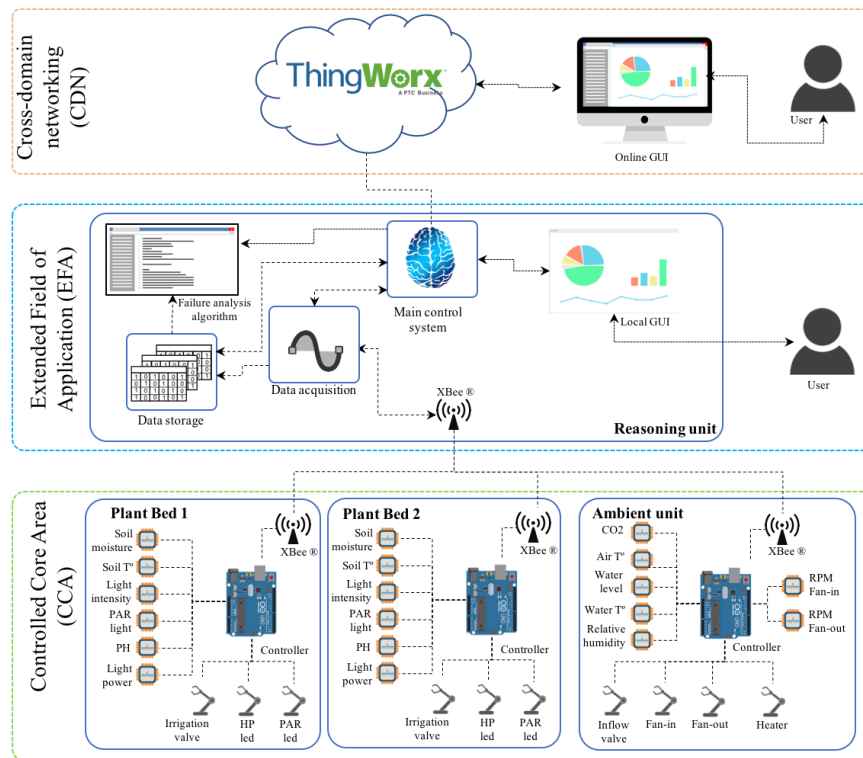 Cross-domain
networking
(CDN)
ThingWorx
A PTC Business
Online GUI
User
Extended Field of
Application (EFA)
Failure analysis
algorithm
Main control
system
Local GUI
User
Data storage
Data acquisition
XBee ®
Reasoning unit
Controlled Core Area
(CCA)
Plant Bed 1
Soil
moisture
Soil Tº
Light
intensity
PAR
light
PH
Light
power
XBee ®
Controller
Irrigation
valve
HP
led
PAR
led
Plant Bed 2
Soil
moisture
Soil Tº
Light
intensity
PAR
light
PH
Light
power
XBee ®
Controller
Irrigation
valve
HP
led
PAR
led
Ambient unit
CO2
Air Tº
Water
level
Water Tº
Relative
humidity
XBee ®
RPM
Fan-in
RPM
Fan-out
Controller
Inflow
valve
Fan-in
Fan-out
Heater